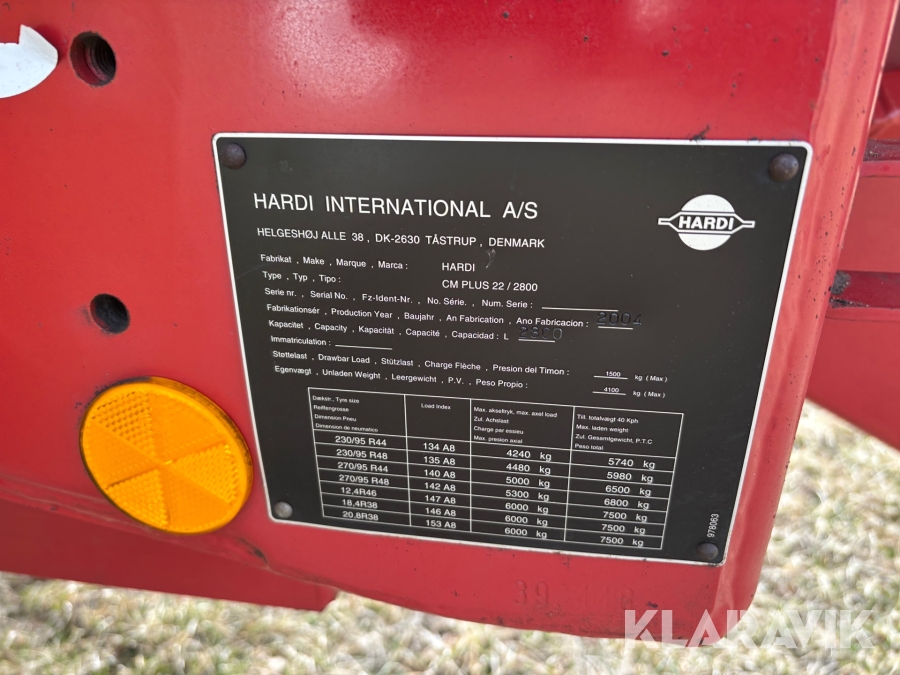 HARDI INTERNATIONAL A/S
HARDI
HELGESHØJ ALLE 38 , DK-2630 TÅSTRUP , DENMARK
Fabrikat , Make , Marque , Marca : HARDI
Type , Typ , Tipo : CM PLUS 22 / 2800
Serie nr. , Serial No. , Fz-Ident-Nr. , No. Série. , Num. Serie :
Fabrikationsér , Production Year , Baujahr , An Fabrication , Ano Fabricacion : 2004
Kapacitet , Capacity , Kapacität , Capacité , Capacidad : L 2800
Immatriculation :
Støttelast , Drawbar Load , Stützlast , Charge Flèche , Presion del Timon : 1500 kg ( Max )
Egenvægt , Unladen Weight , Leergewicht , P.V. , Peso Propio : 4100 kg ( Max )
Dækstr , Tyre size Load Index Max. akseltryk, max. axel load Till. totalvægt 40 Kph
Reiffengrosse Zul. Achslast Max. laden weight
Dimension Pneu Charge par essieu Zul. Gesamtgewicht, P.T.C
Dimension de neumatico Max. presion axial Peso total
230/95 R44 134 A8 4240 kg 5740 kg
230/95 R48 135 A8 4480 kg 5980 kg
270/95 R44 140 A8 5000 kg 6500 kg
270/95 R48 142 A8 5300 kg 6800 kg
12,4R46 147 A8 6000 kg 7500 kg
18,4R38 146 A8 6000 kg 7500 kg
20,8R38 153 A8 6000 kg 7500 kg
978063
KLARAVIK